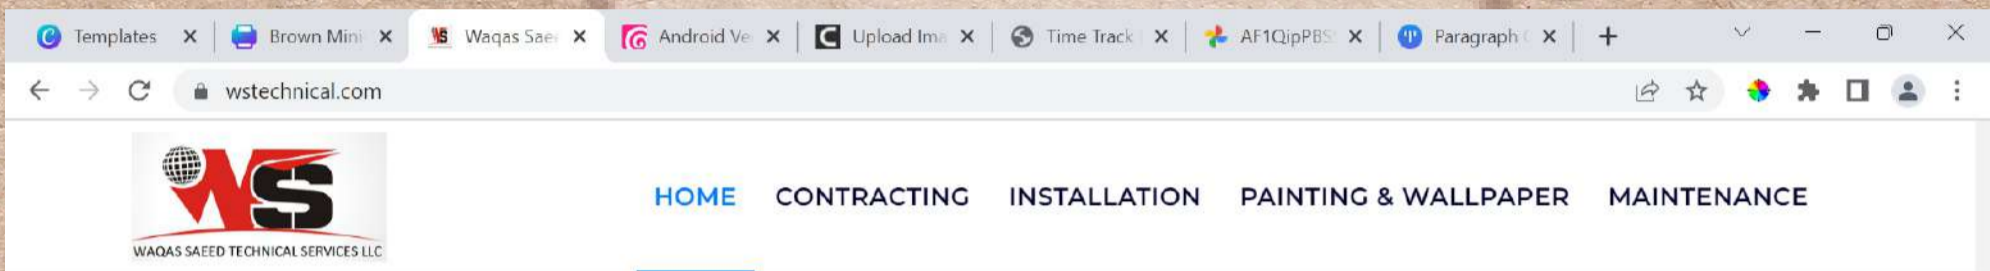 Templates
Brown Mini
Waqas Sae
Android Ve
Upload Ima
Time Track
AF1QipPBS
Paragraph
wstechnical.com
WS
WAQAS SAEED TECHNICAL SERVICES LLC
HOME CONTRACTING INSTALLATION PAINTING & WALLPAPER MAINTENANCE